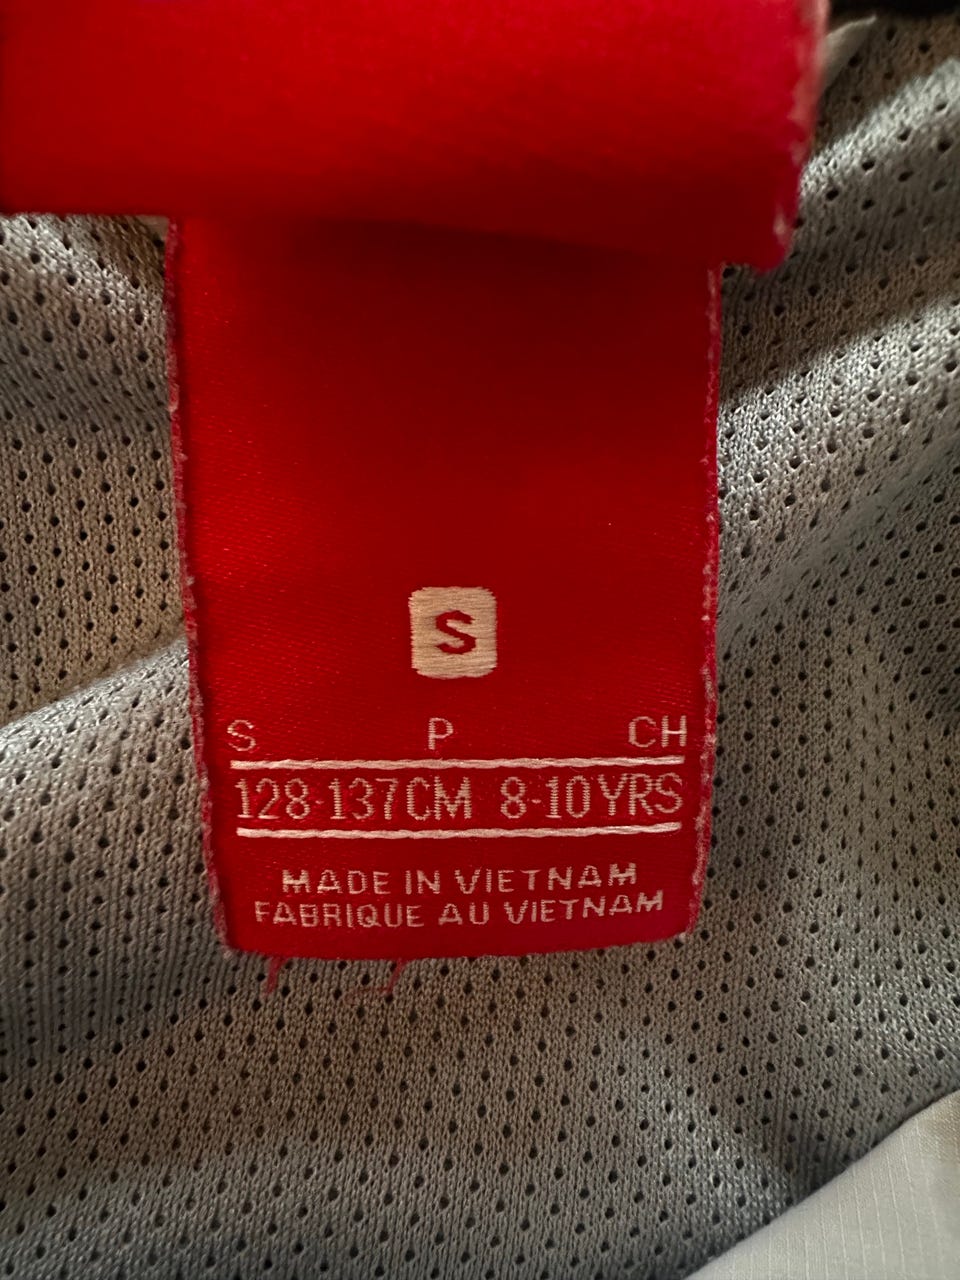 S
S P CH
128-137CM 8-10YRS
MADE IN VIETNAM
FABRIQUE AU VIETNAM